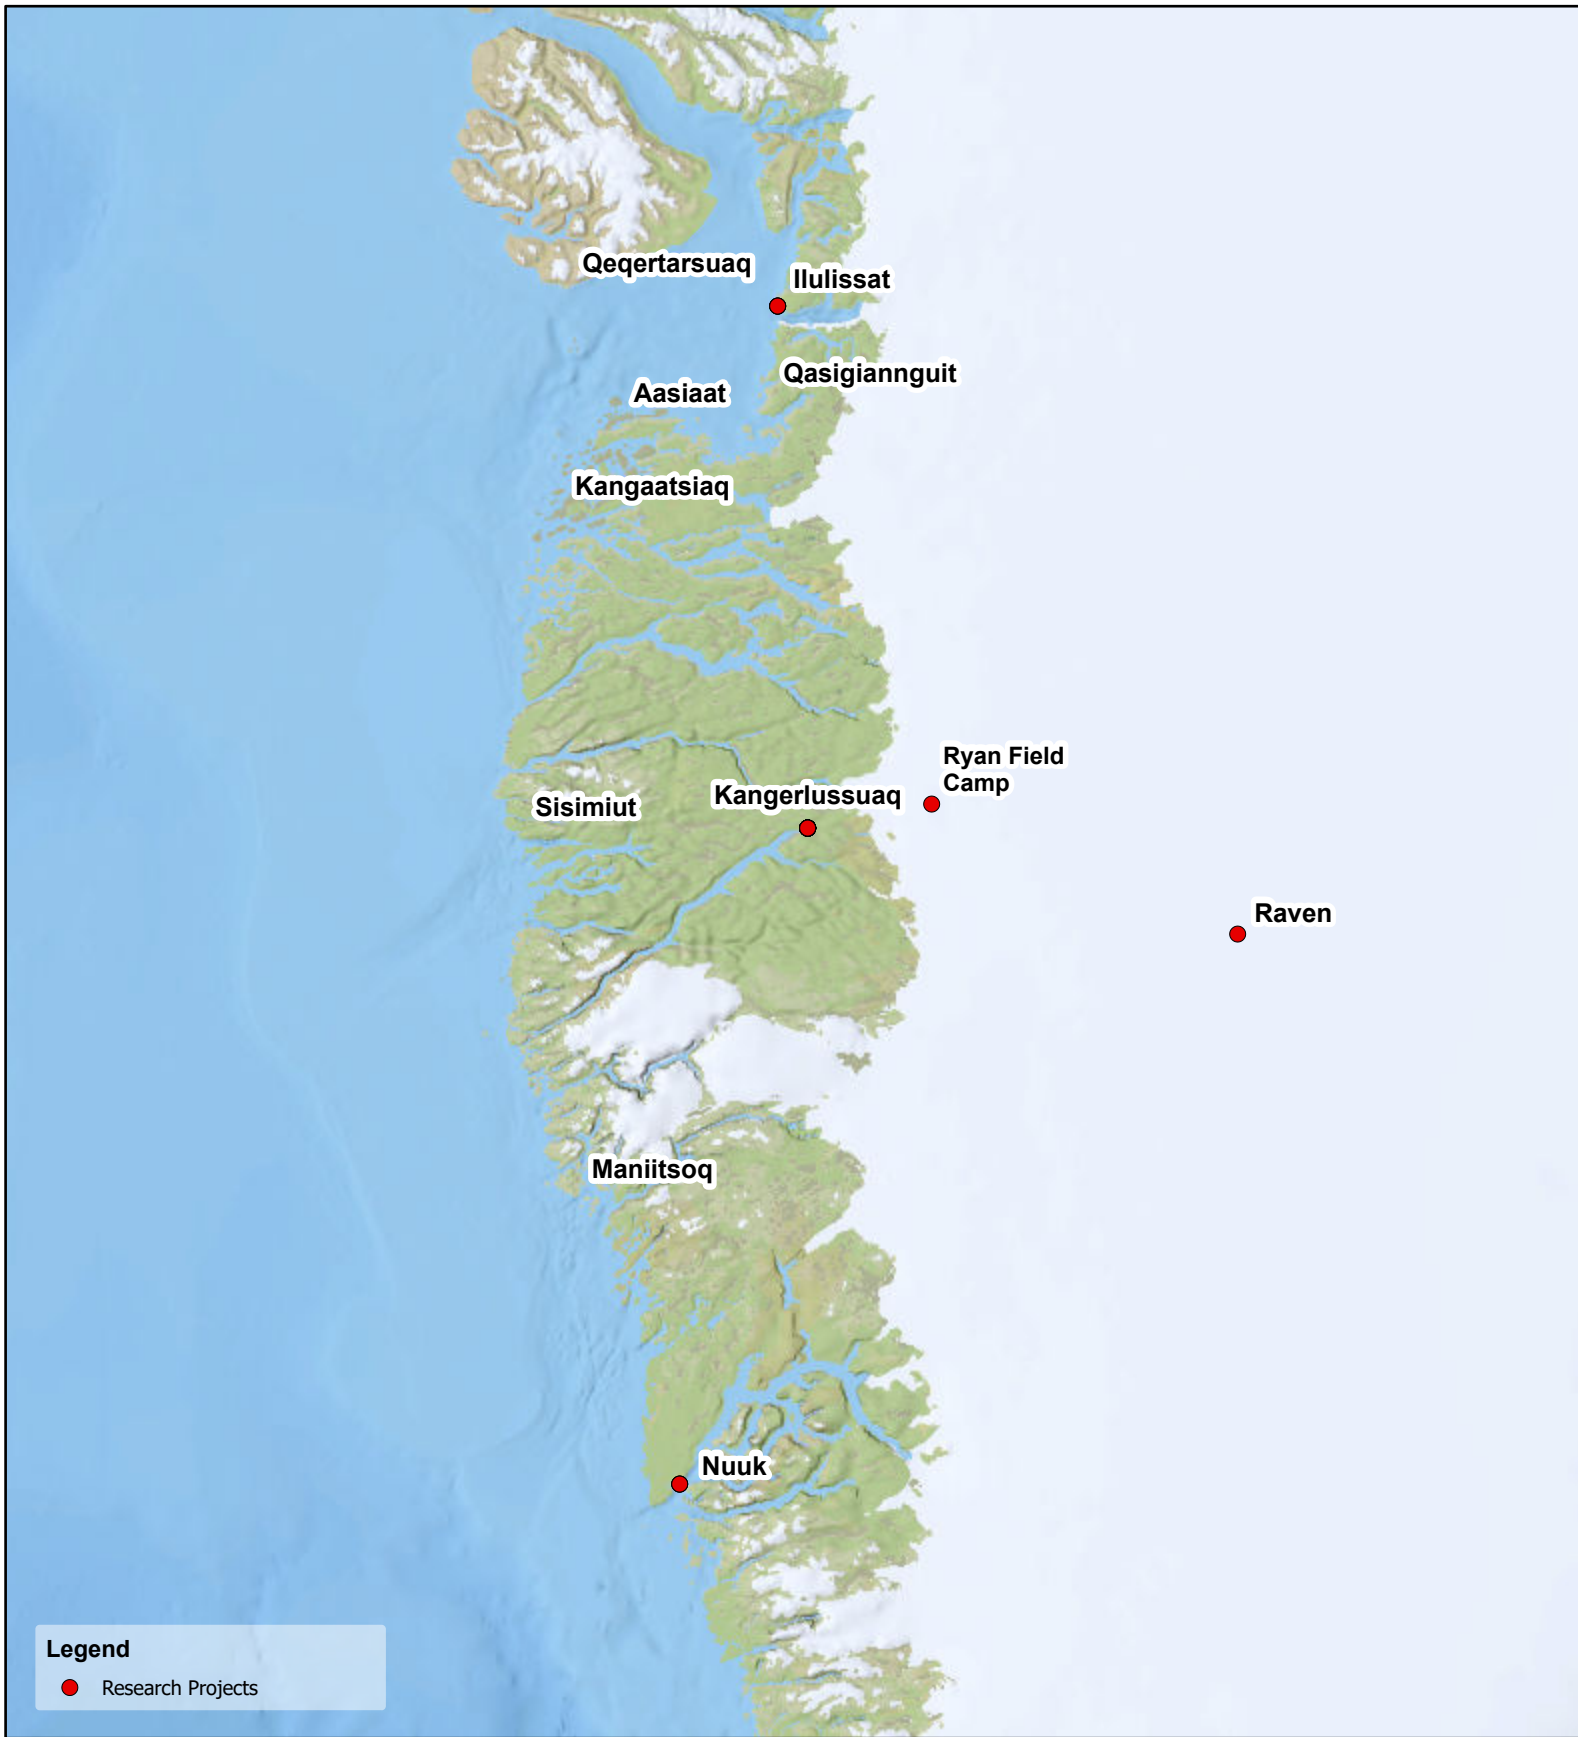 Qeqertarsuaq
Ilulissat
Qasigiannguit
Aasiaat
Kangaatsiaq
Ryan Field
Camp
Kangerlussuaq
Sisimiut
Raven
Maniitsoq
Nuuk
Legend
Research Projects